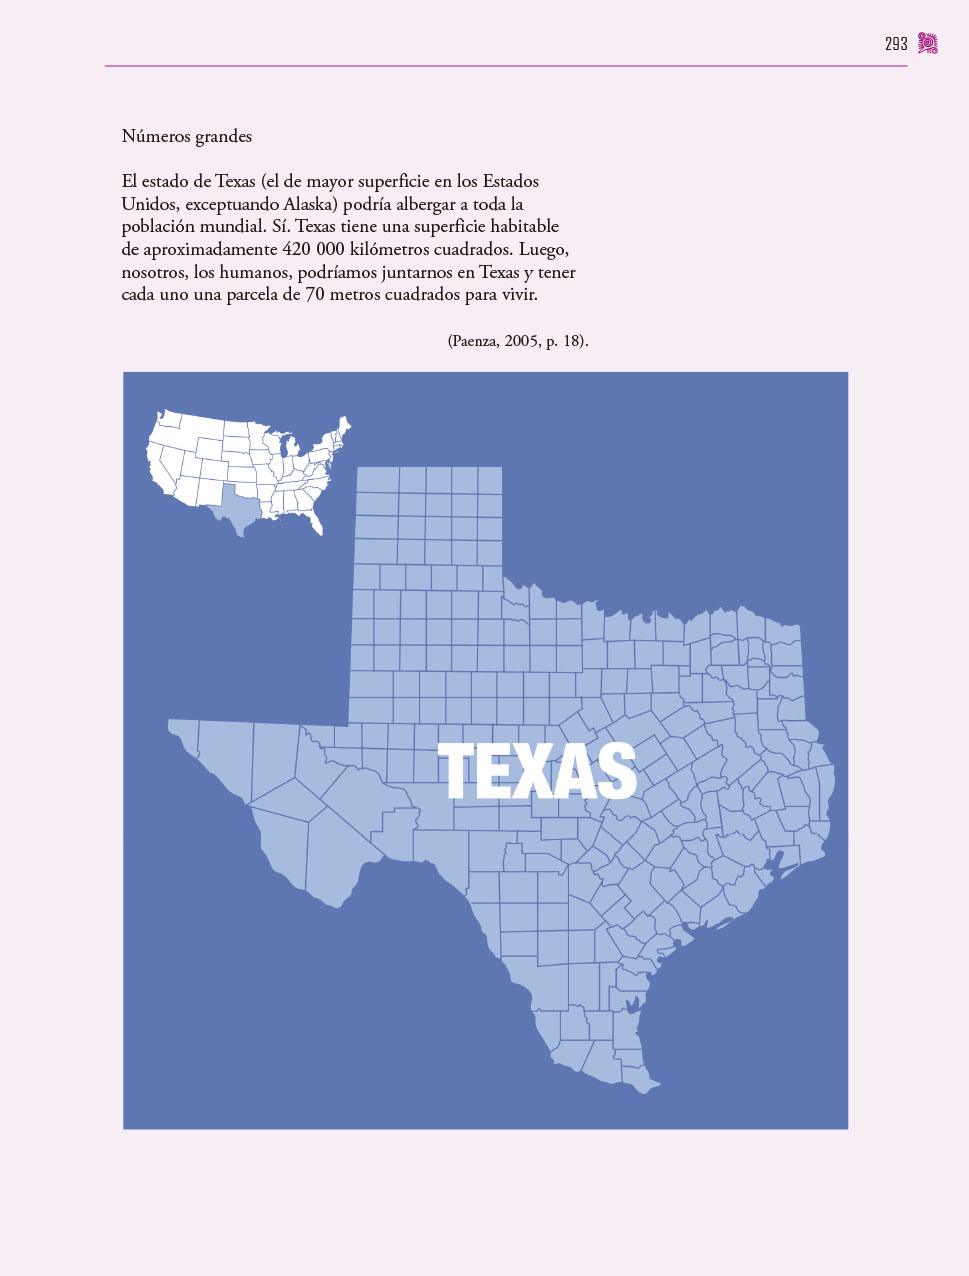 293
Números grandes
El estado de Texas (el de mayor superficie en los Estados
Unidos, exceptuando Alaska) podría albergar a toda la
población mundial. Sí. Texas tiene una superficie habitable
de aproximadamente 420 000 kilómetros cuadrados. Luego,
nosotros, los humanos, podríamos juntarnos en Texas y tener
cada uno una parcela de 70 metros cuadrados para vivir.
(Paenza, 2005, p. 18).
TEXAS